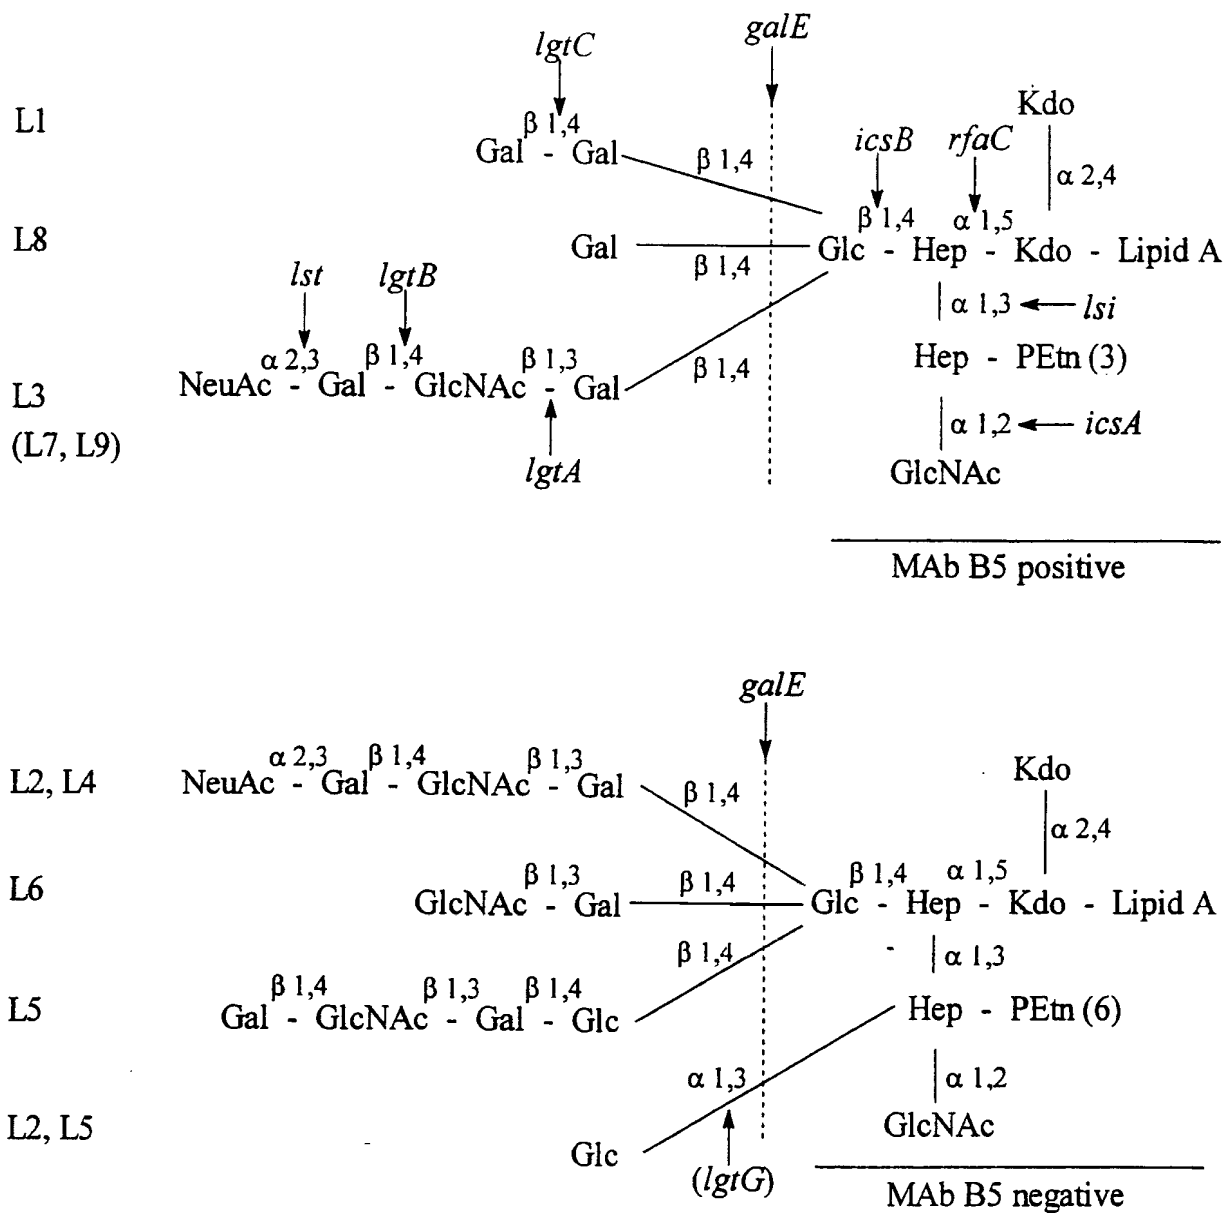 galE
lgtC
L1
Kdo
β 1,4
Gal - Gal
β 1,4
icsB rfaC
α 2,4
β 1,4 α 1,5
L8
Gal
β 1,4
Glc - Hep - Kdo - Lipid A
lst lgtB
α 1,3 lsi
α 2,3 β 1,4 β 1,3
β 1,4
Hep - PEtn (3)
NeuAc - Gal - GlcNAc - Gal
L3
(L7, L9)
α 1,2 icsA
lgtA
GlcNAc
MAb B5 positive
galE
α 2,3 β 1,4 β 1,3
L2, L4
NeuAc - Gal - GlcNAc - Gal
β 1,4
Kdo
α 2,4
β 1,3 β 1,4
β 1,4 α 1,5
L6
GlcNAc - Gal
Glc - Hep - Kdo - Lipid A
β 1,4
α 1,3
β 1,4 β 1,3 β 1,4
L5
Gal - GlcNAc - Gal - Glc
Hep - PEtn (6)
α 1,3
α 1,2
L2, L5
GlcNAc
Glc
(lgtG)
MAb B5 negative